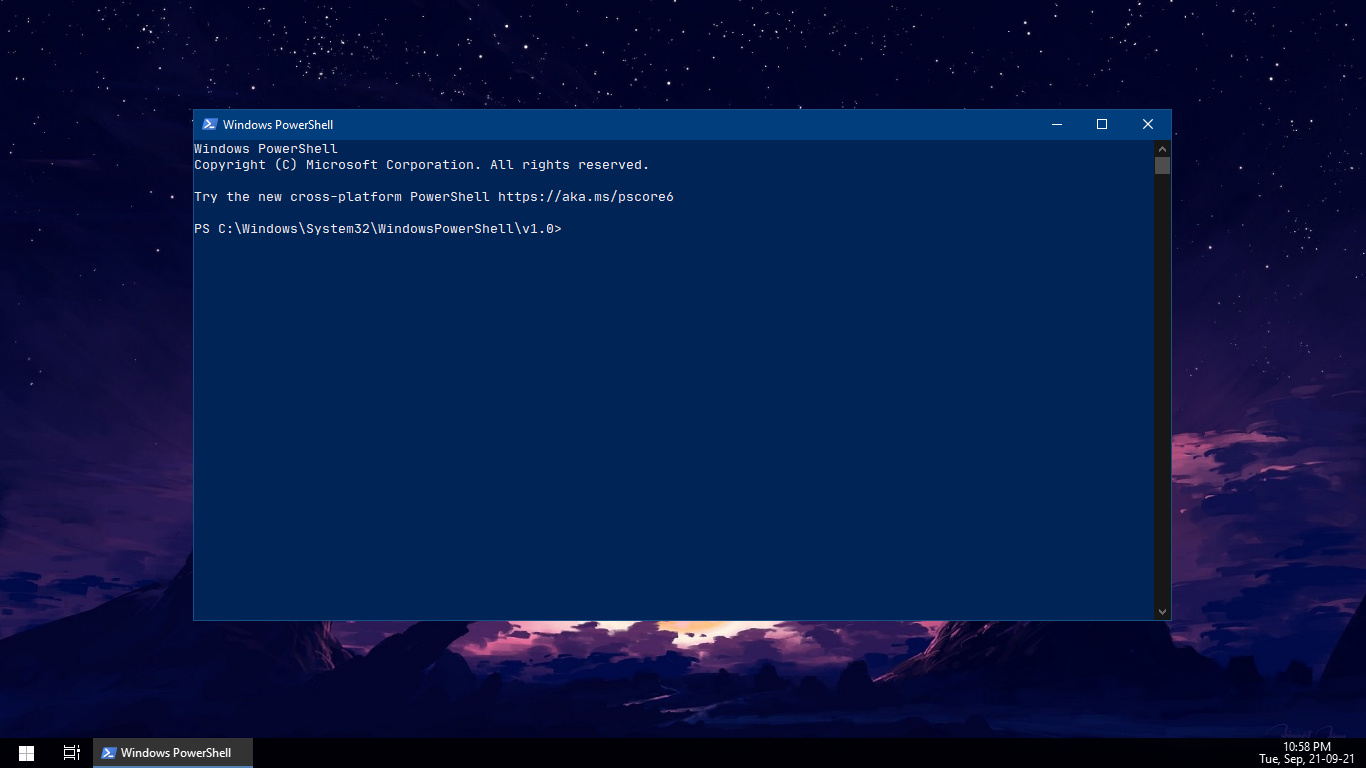 Windows PowerShell
Windows PowerShell
Copyright (C) Microsoft Corporation. All rights reserved.
Try the new cross-platform PowerShell https://aka.ms/pscore6
PS C:\Windows\System32\WindowsPowerShell\v1.0>
Windows PowerShell
10:58 PM
Tue, Sep, 21-09-21